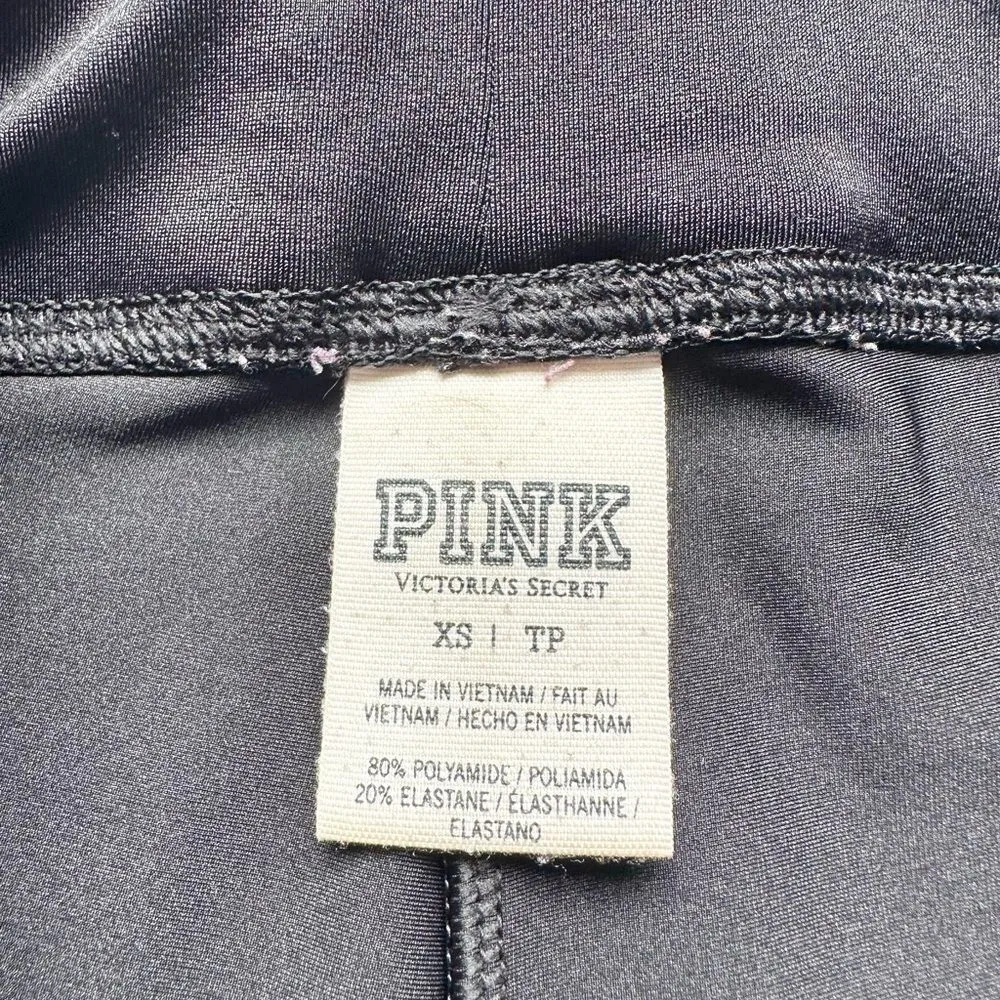 PINK
VICTORIA'S SECRET
XS | TP
MADE IN VIETNAM / FAIT AU
VIETNAM / HECHO EN VIETNAM
80% POLYAMIDE / POLIAMIDA
20% ELASTANE / ÉLASTHANNE /
ELASTANO